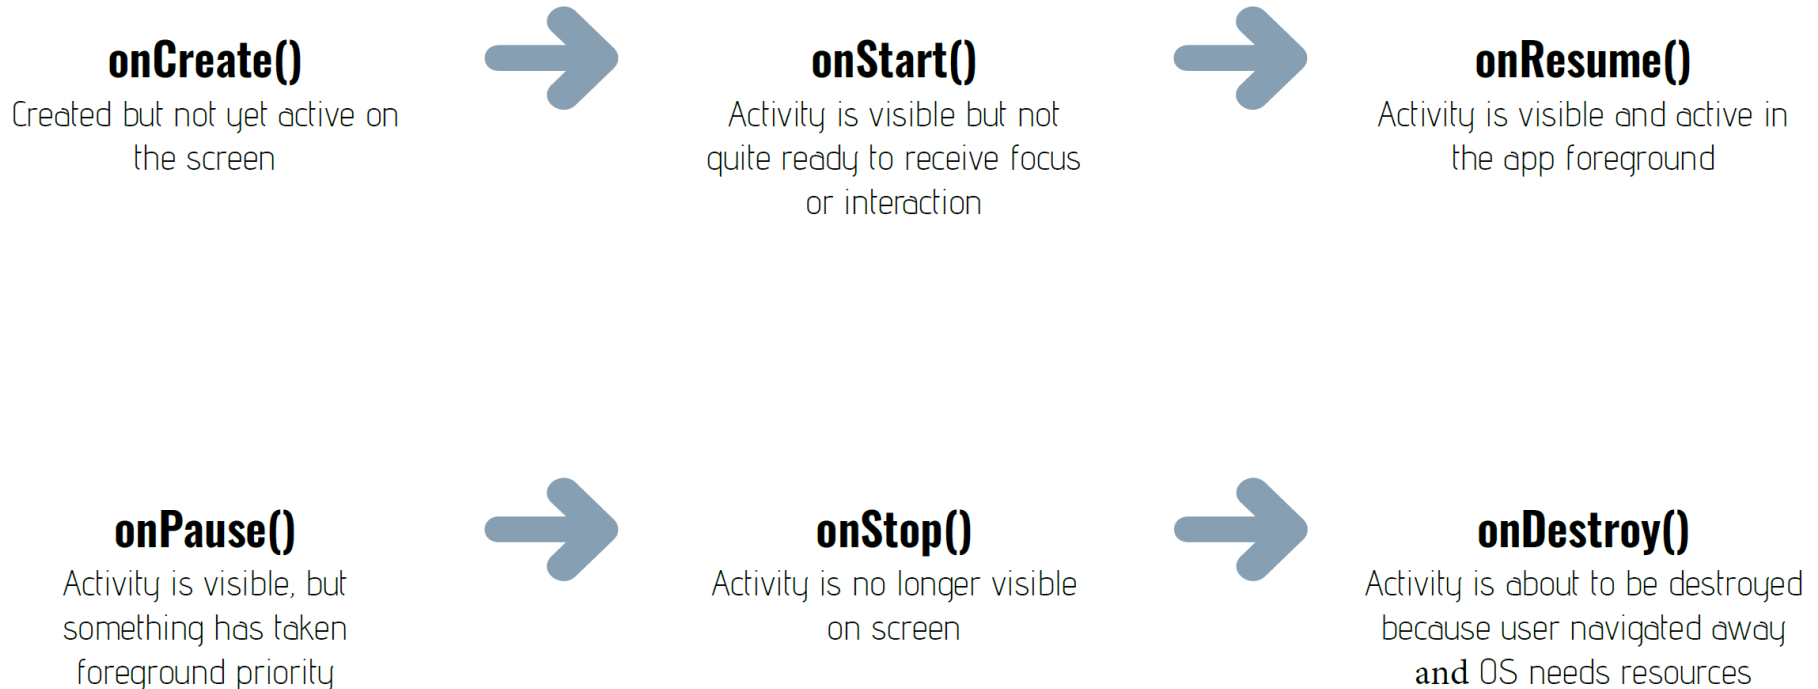 onCreate()
Created but not yet active on
the screen
onStart()
Activity is visible but not
quite ready to receive focus
or interaction
onResume()
Activity is visible and active in
the app foreground
onPause()
Activity is visible, but
something has taken
foreground priority
onStop()
Activity is no longer visible
on screen
onDestroy()
Activity is about to be destroyed
because user navigated away
and OS needs resources